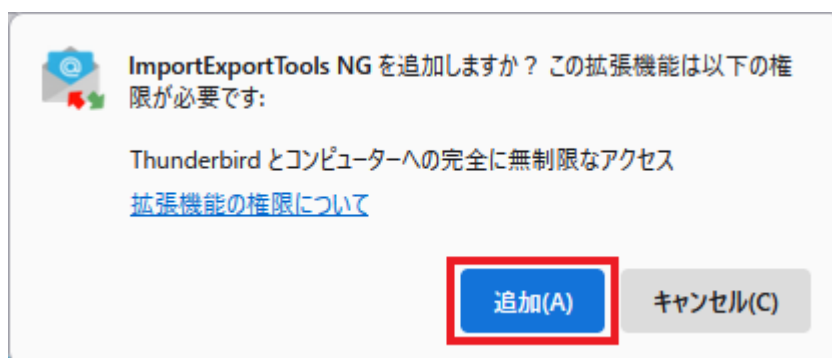 ImportExportTools NG を追加しますか？ この拡張機能は以下の権
限が必要です:
Thunderbird とコンピューターへの完全に無制限なアクセス
拡張機能の権限について
追加(A)
キャンセル(C)